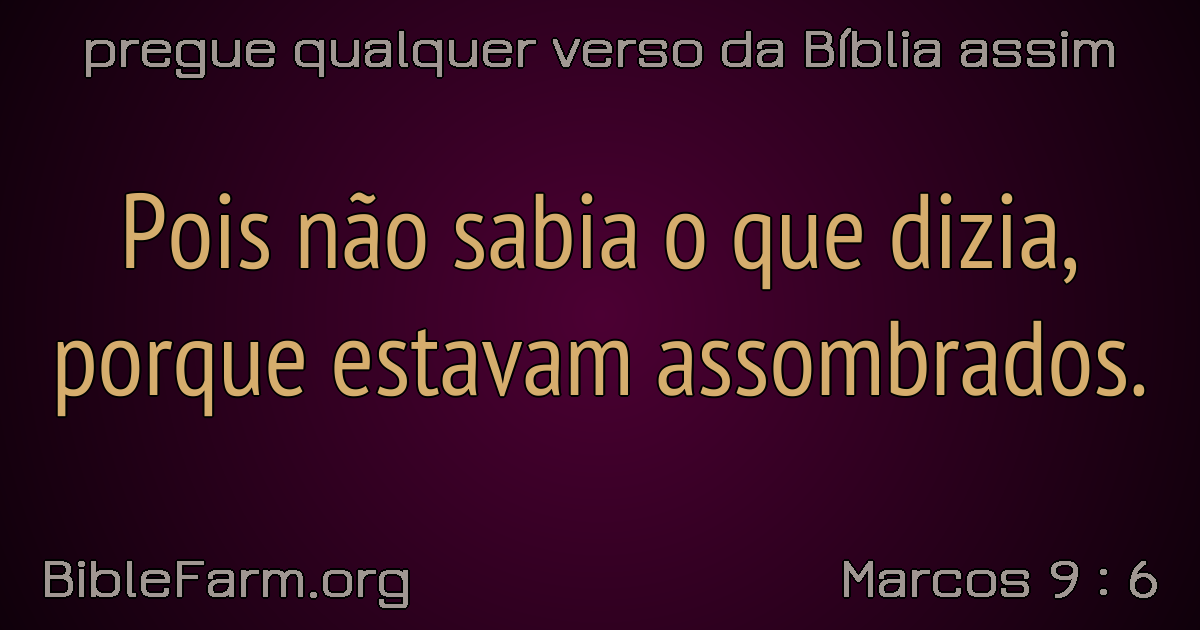 pregue qualquer verso da Bíblia assim
Pois não sabia o que dizia,
porque estavam assombrados.
BibleFarm.org
Marcos 9 : 6